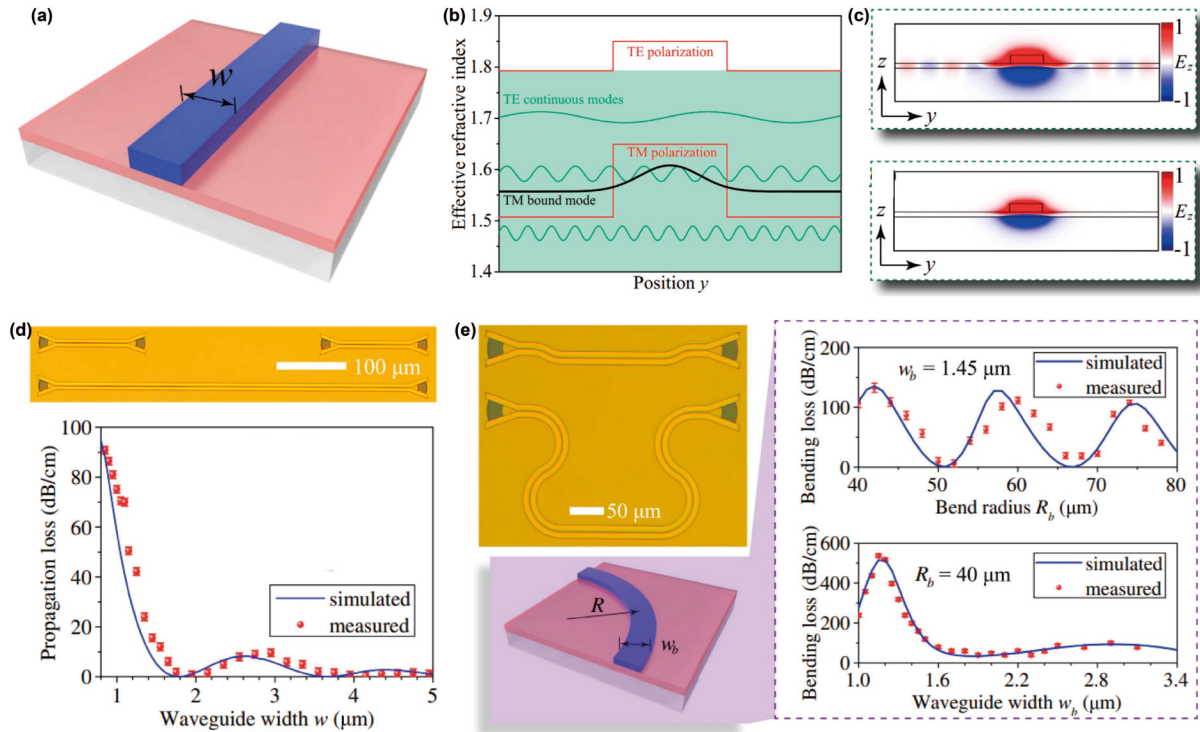 (a)
w
(b)
Effective refractive index
1.9
1.8
1.7
1.6
1.5
1.4
TE polarization
TE continuous modes
TM polarization
TM bound mode
Position y
(c)
z
y
1
E_z
-1
z
y
1
E_z
-1
(d)
100 μm
Propagation loss (dB/cm)
100
80
60
40
20
0
simulated
measured
1 2 3 4 5
Waveguide width w (μm)
(e)
50 μm
R
w_b
Bending loss (dB/cm)
200
100
0
w_b = 1.45 μm
simulated
measured
40 50 60 70 80
Bend radius R_b (μm)
Bending loss (dB/cm)
600
400
200
0
R_b = 40 μm
simulated
measured
1.0 1.6 2.2 2.8 3.4
Waveguide width w_b (μm)